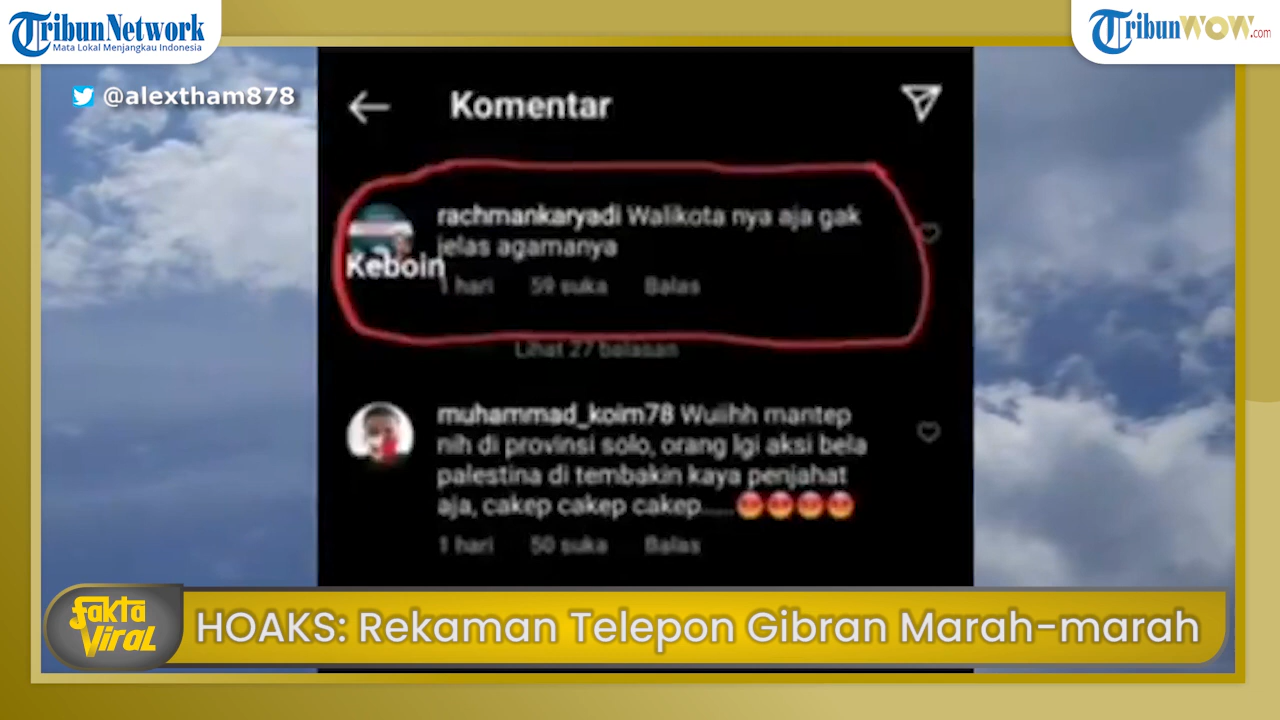 TribunNetwork
Mata Lokal Menjangkau Indonesia
TribunWOW.com
@alextham878
Komentar
rachmankaryadi Walikota nya aja gak
jelas agamanya
Keboin
1 hari 59 suka Balas
Lihat 27 balasan
muhammad_koim78 Wuiihh mantep
nih di provinsi solo, orang lgi aksi bela
palestina di tembakin kaya penjahat
aja, cakep cakep cakep.....😡😡😡😡
1 hari 50 suka Balas
Fakta
Viral
HOAKS: Rekaman Telepon Gibran Marah-marah